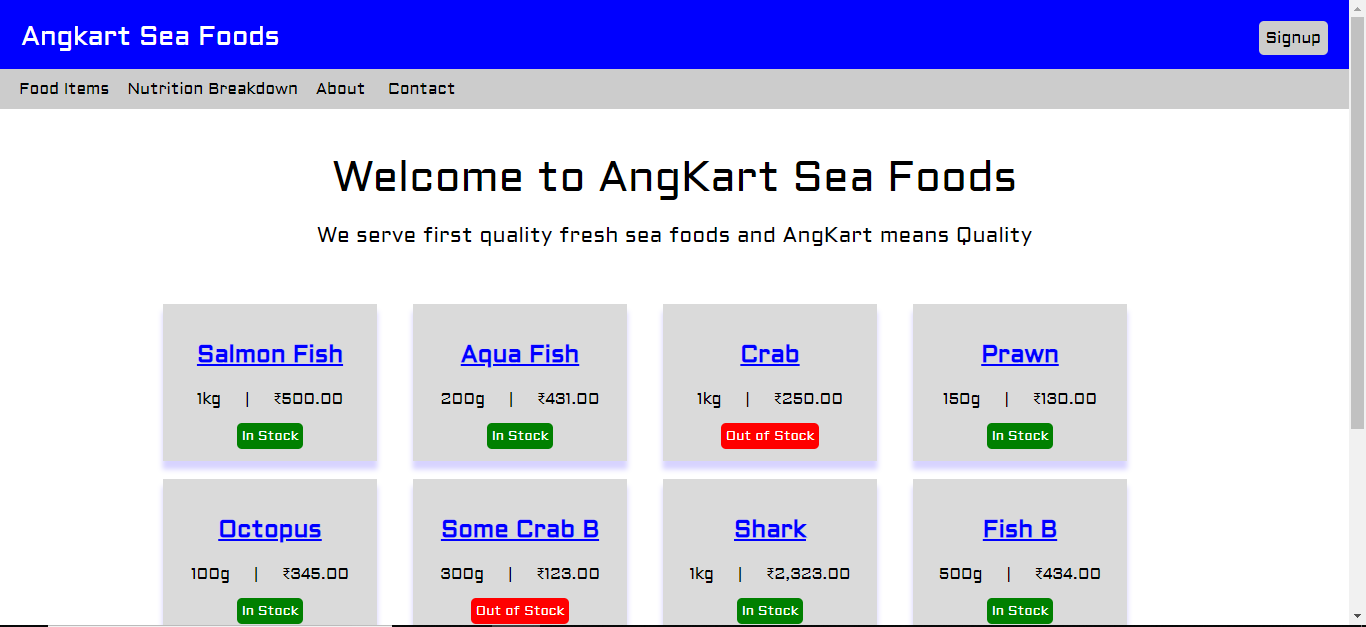 Angkart Sea Foods
Signup
Food Items Nutrition Breakdown About Contact
Welcome to AngKart Sea Foods
We serve first quality fresh sea foods and AngKart means Quality
Salmon Fish
1kg | ₹500.00
In Stock
Aqua Fish
200g | ₹431.00
In Stock
Crab
1kg | ₹250.00
Out of Stock
Prawn
150g | ₹130.00
In Stock
Octopus
100g | ₹345.00
In Stock
Some Crab B
300g | ₹123.00
Out of Stock
Shark
1kg | ₹2,323.00
In Stock
Fish B
500g | ₹434.00
In Stock